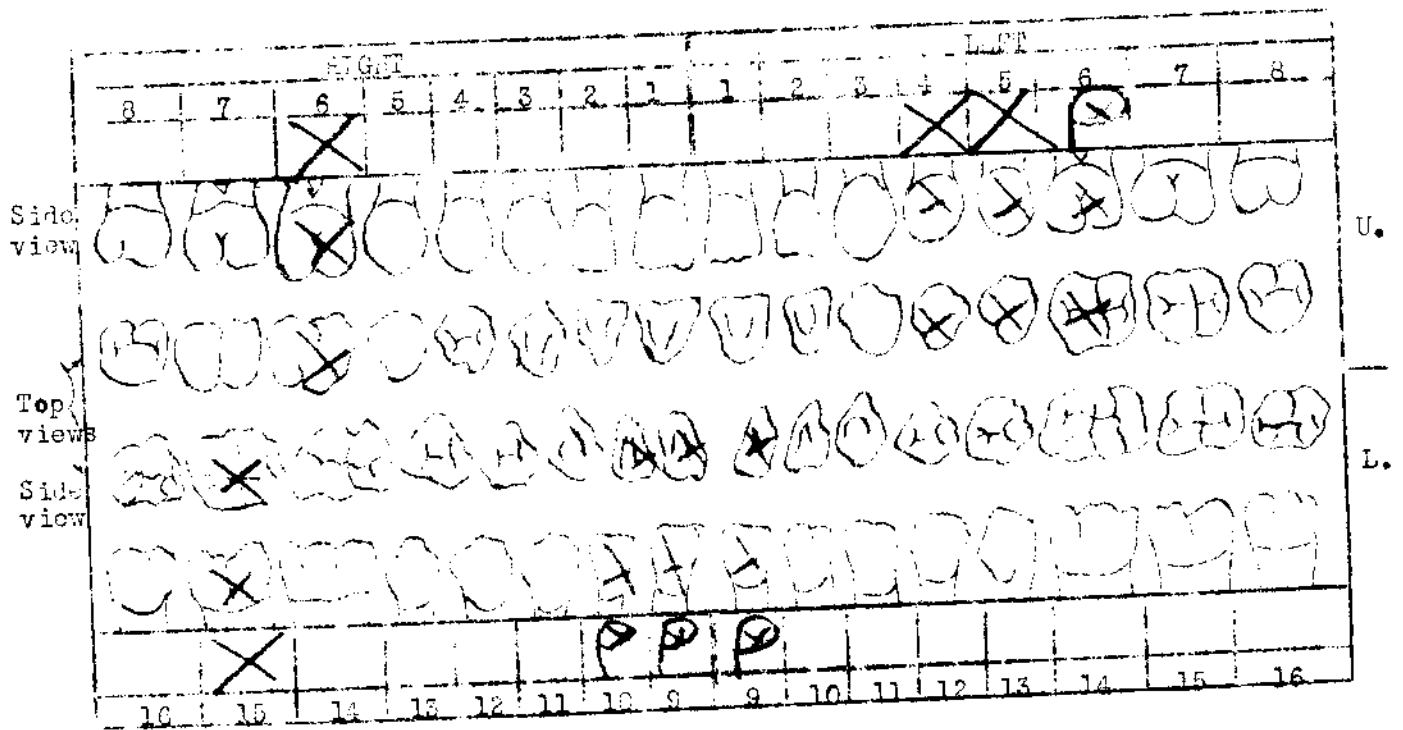 RIGHT LEFT
8 7 6 5 4 3 2 1 1 2 3 4 5 6 7 8
X X X X
Side
view
U.
Top
views
L.
Side
view
X P P P
16 15 14 13 12 11 10 9 9 10 11 12 13 14 15 16